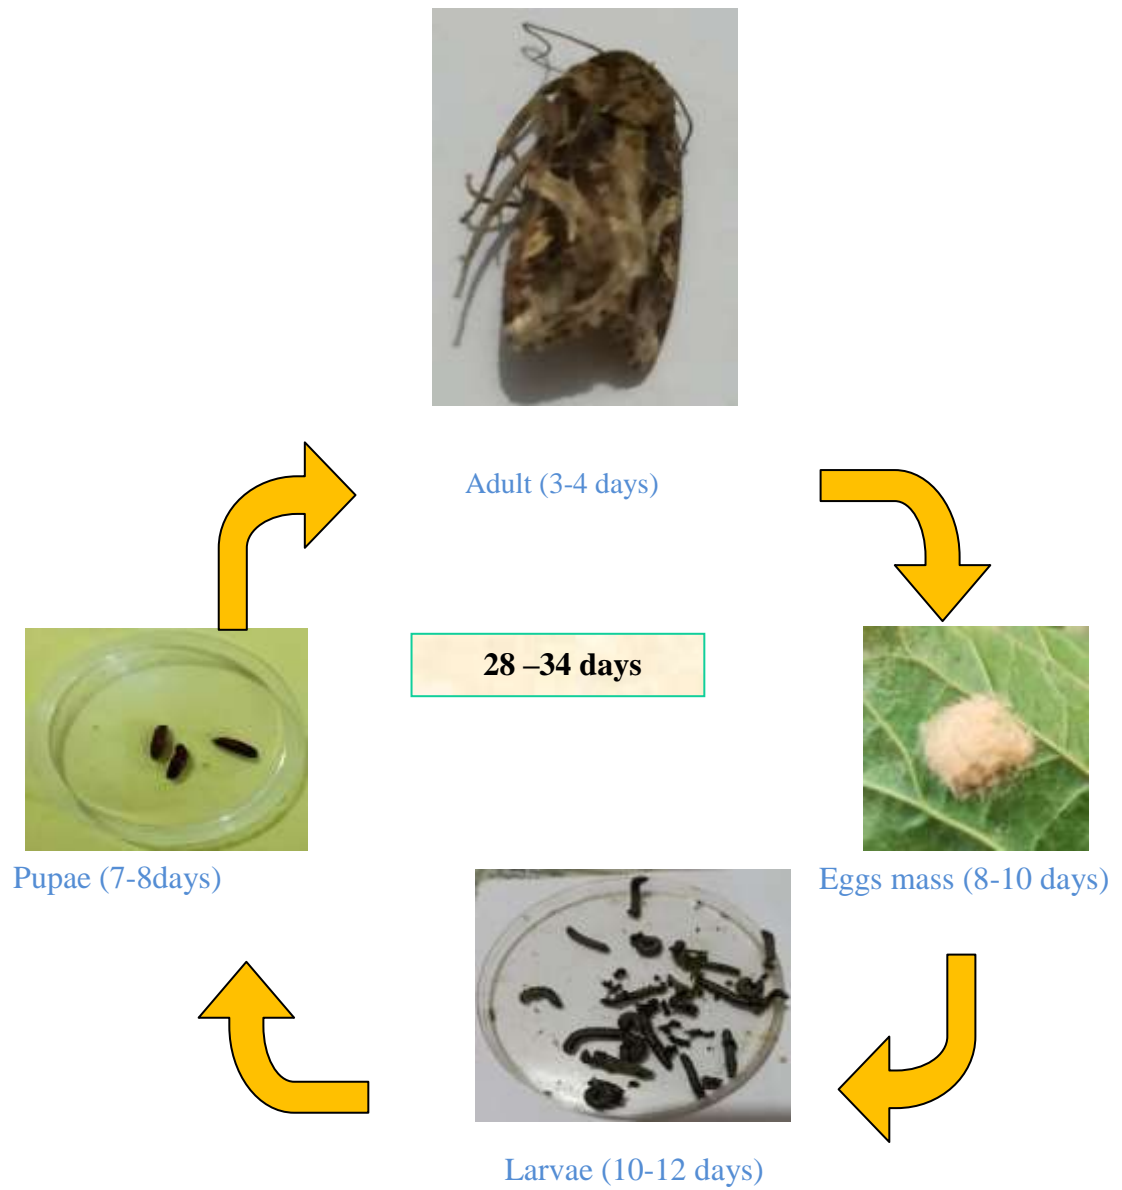 Adult (3-4 days)
28 –34 days
Pupae (7-8days)
Eggs mass (8-10 days)
Larvae (10-12 days)